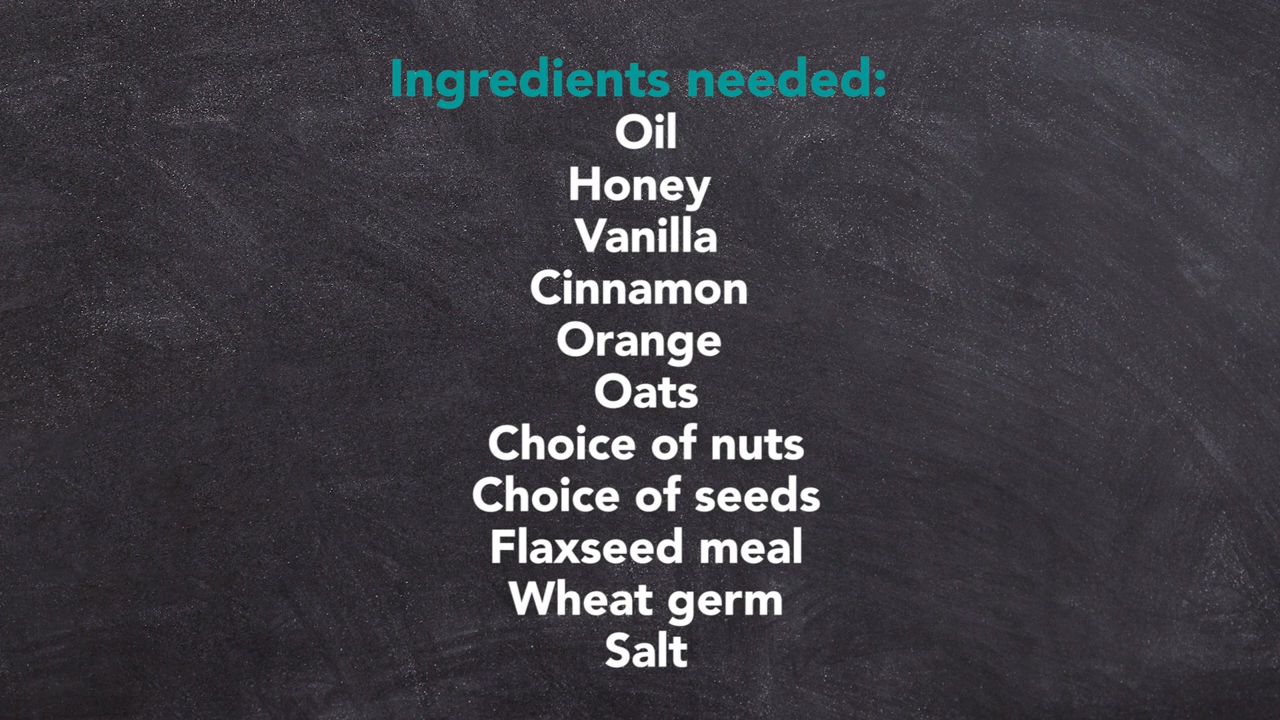 Ingredients needed:
Oil
Honey
Vanilla
Cinnamon
Orange
Oats
Choice of nuts
Choice of seeds
Flaxseed meal
Wheat germ
Salt